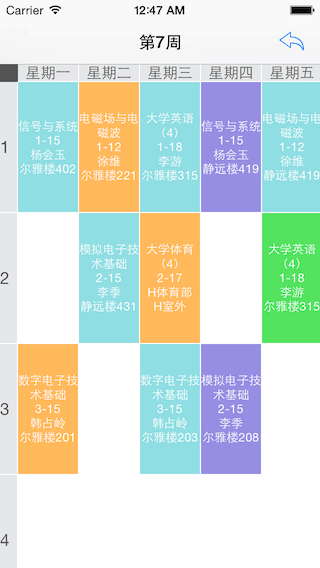 Carrier 12:47 AM
第7周
星期一 星期二 星期三 星期四 星期五
1
信号与系统
1-15
杨会玉
尔雅楼402
电磁场与电
磁波
1-12
徐维
尔雅楼221
大学英语
（4）
1-18
李游
尔雅楼315
信号与系统
1-15
杨会玉
静远楼419
电磁场与电
磁波
1-12
徐维
静远楼419
2
模拟电子技
术基础
2-15
李季
静远楼431
大学体育
（4）
2-17
H体育部
H室外
大学英语
（4）
1-18
李游
尔雅楼315
3
数字电子技
术基础
3-15
韩占岭
尔雅楼201
数字电子技
术基础
3-15
韩占岭
尔雅楼203
模拟电子技
术基础
2-15
李季
尔雅楼208
4